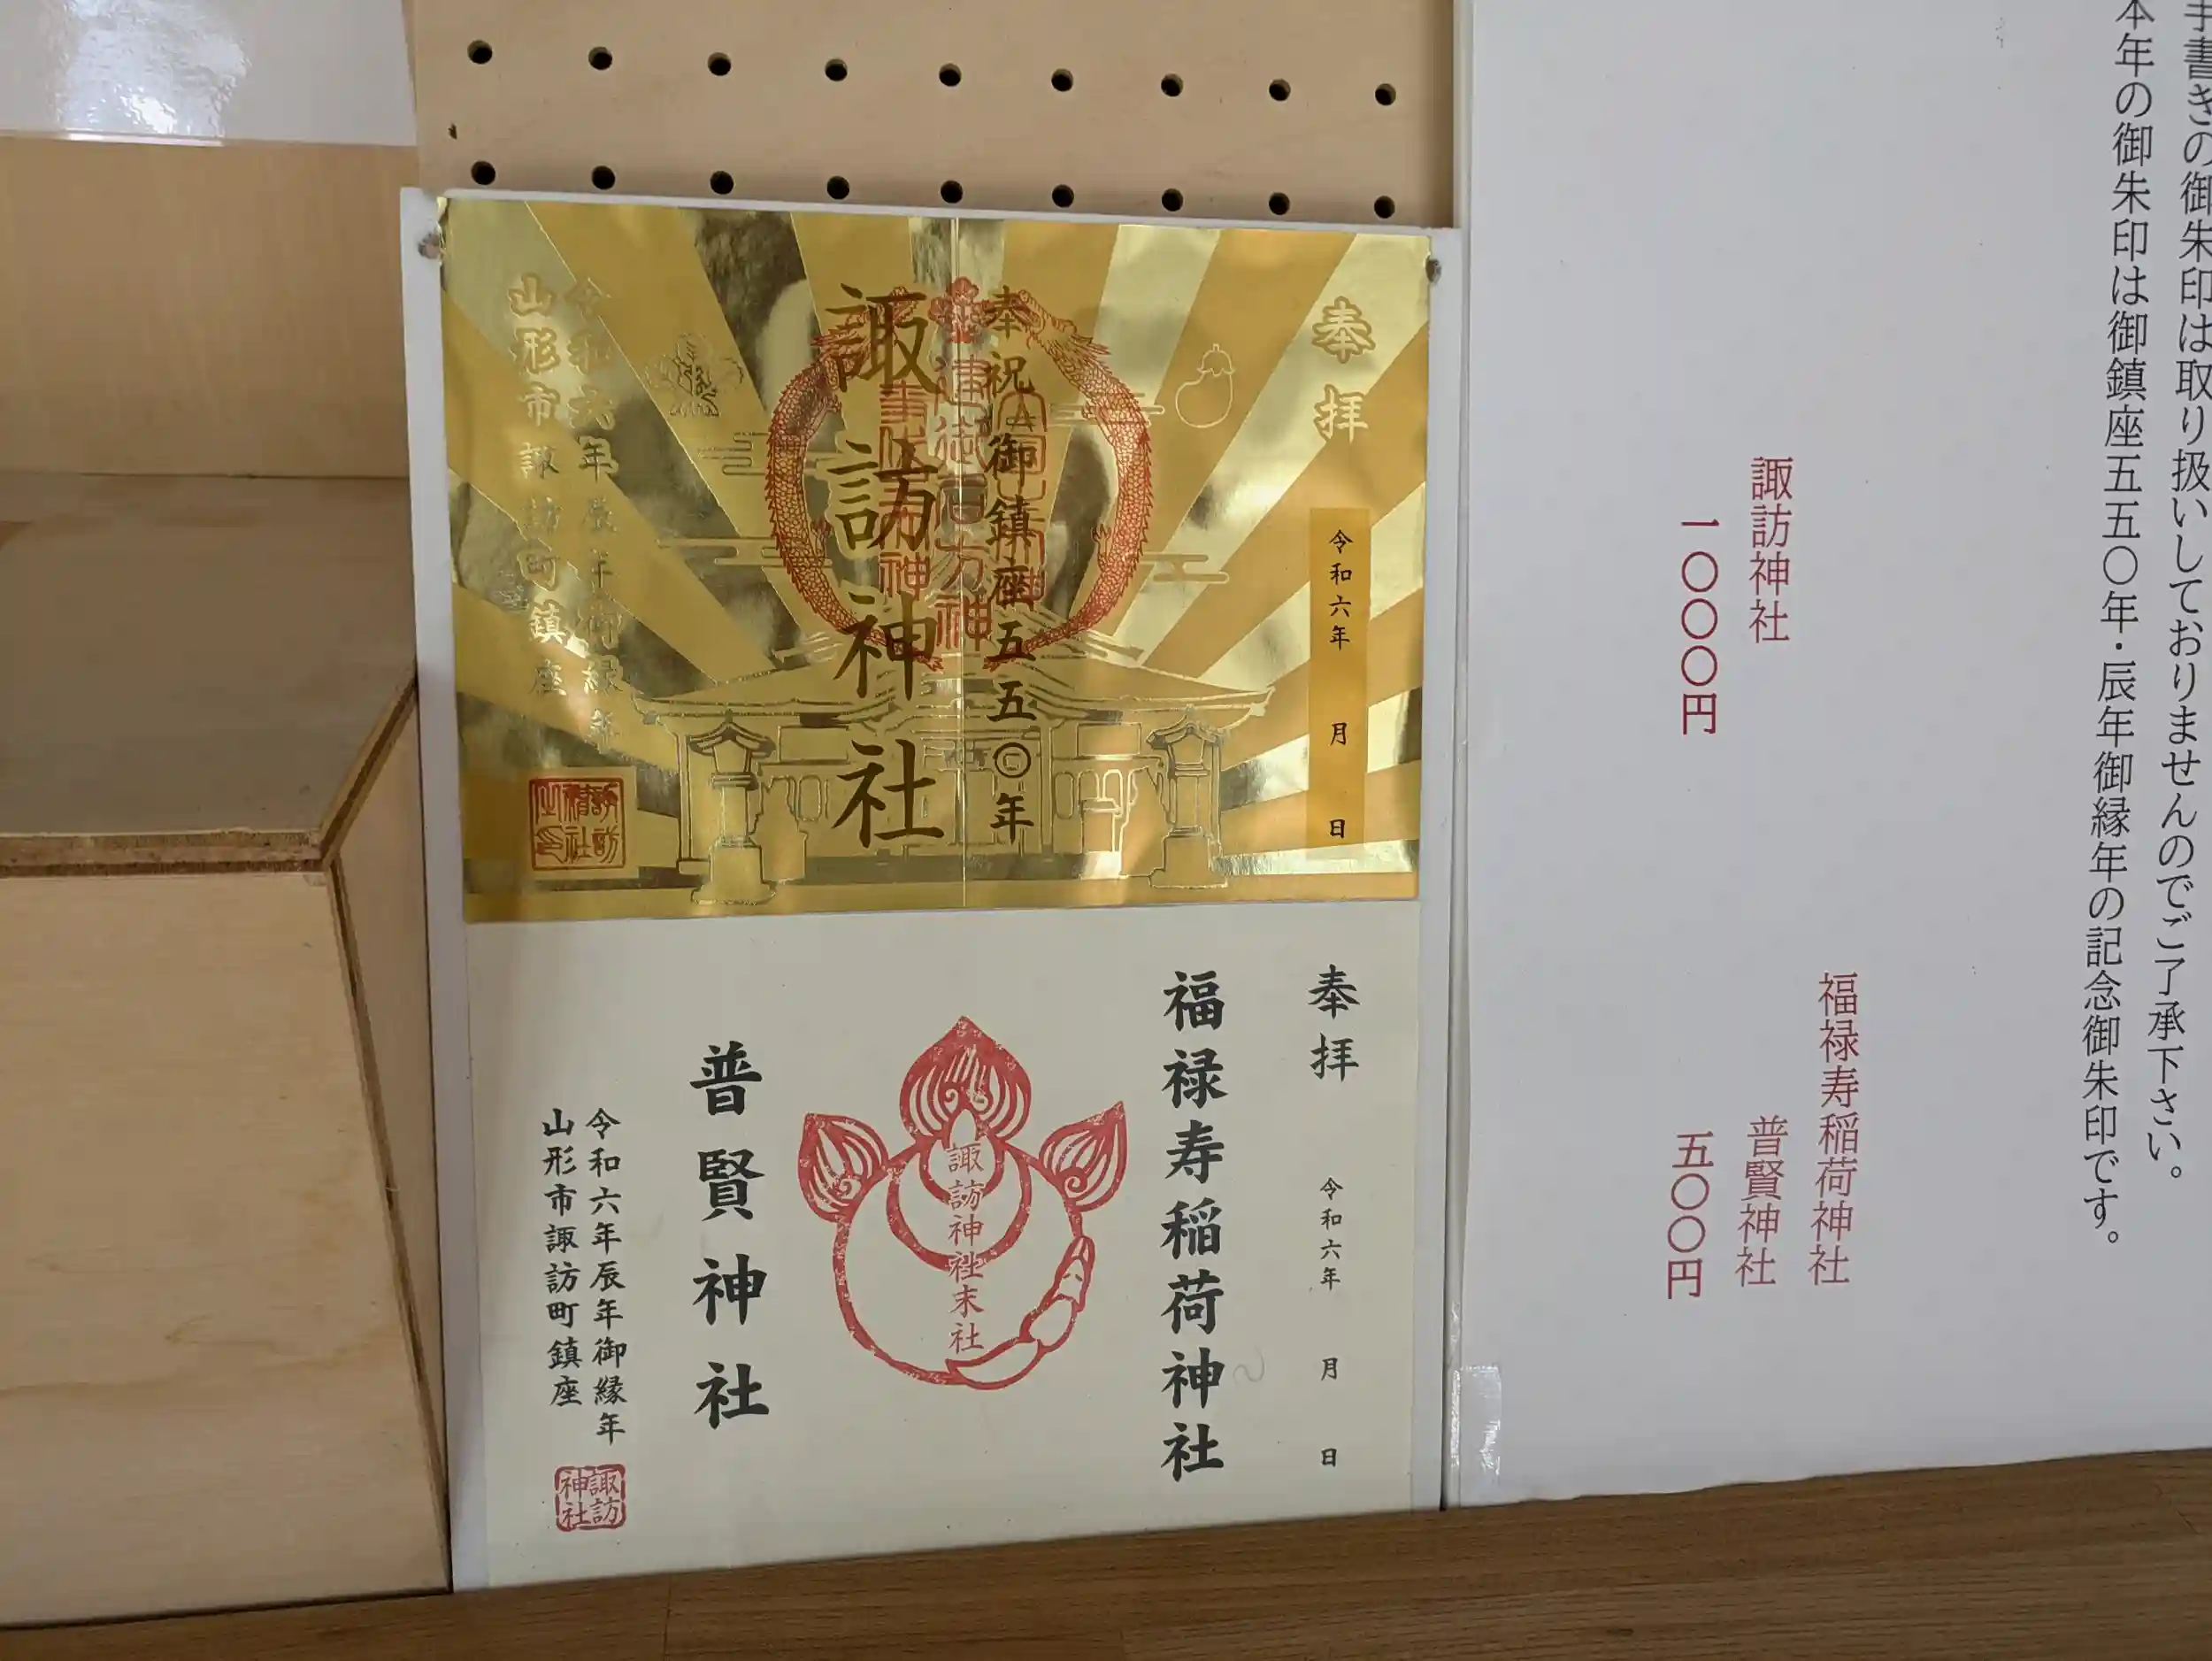 手書きの御朱印は取り扱いしておりませんのでご了承下さい。
本年の御朱印は御鎮座五五〇年・辰年御縁年の記念御朱印です。
諏訪神社
一〇〇〇円
福禄寿稲荷神社
普賢神社
五〇〇円
奉拝
令和六年 月 日
奉祝御鎮座五五〇年
諏訪神社
建御名方神
令和六年辰年御縁年
山形市諏訪町鎮座
諏訪神社之印
奉拝
令和六年 月 日
福禄寿稲荷神社
諏訪神社末社
普賢神社
令和六年辰年御縁年
山形市諏訪町鎮座
諏訪神社